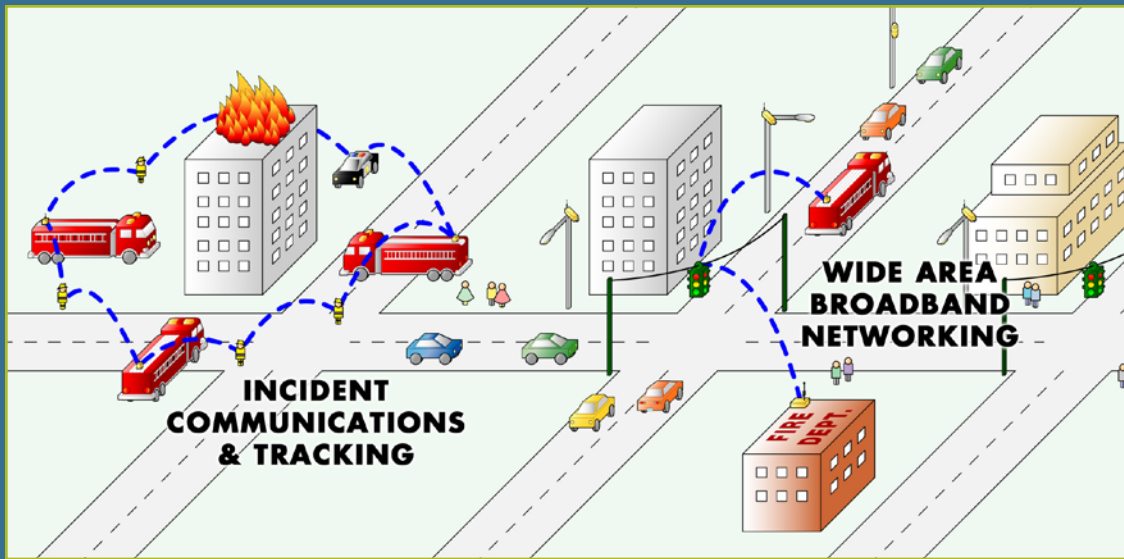 WIDE AREA
BROADBAND
NETWORKING
INCIDENT
COMMUNICATIONS
& TRACKING
FIRE
DEPT.